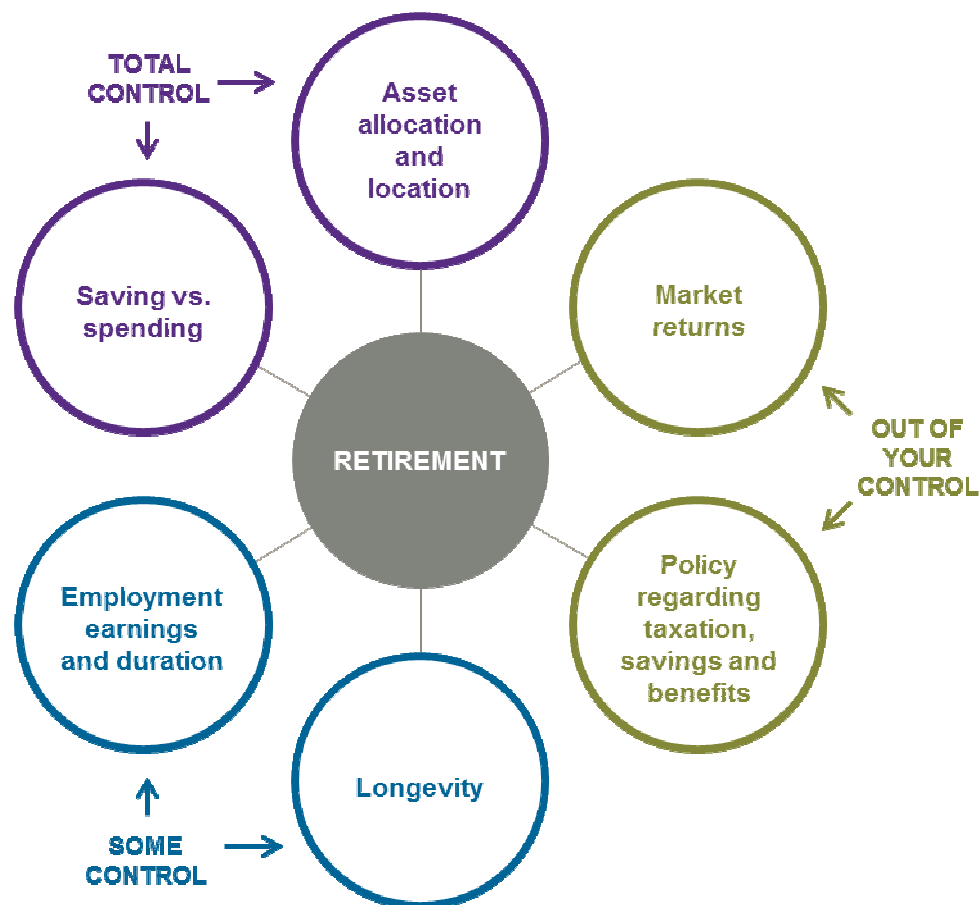 TOTAL
CONTROL
Asset
allocation
and
location
Saving vs.
spending
Market
returns
RETIREMENT
OUT OF
YOUR
CONTROL
Employment
earnings
and duration
Policy
regarding
taxation,
savings and
benefits
Longevity
SOME
CONTROL